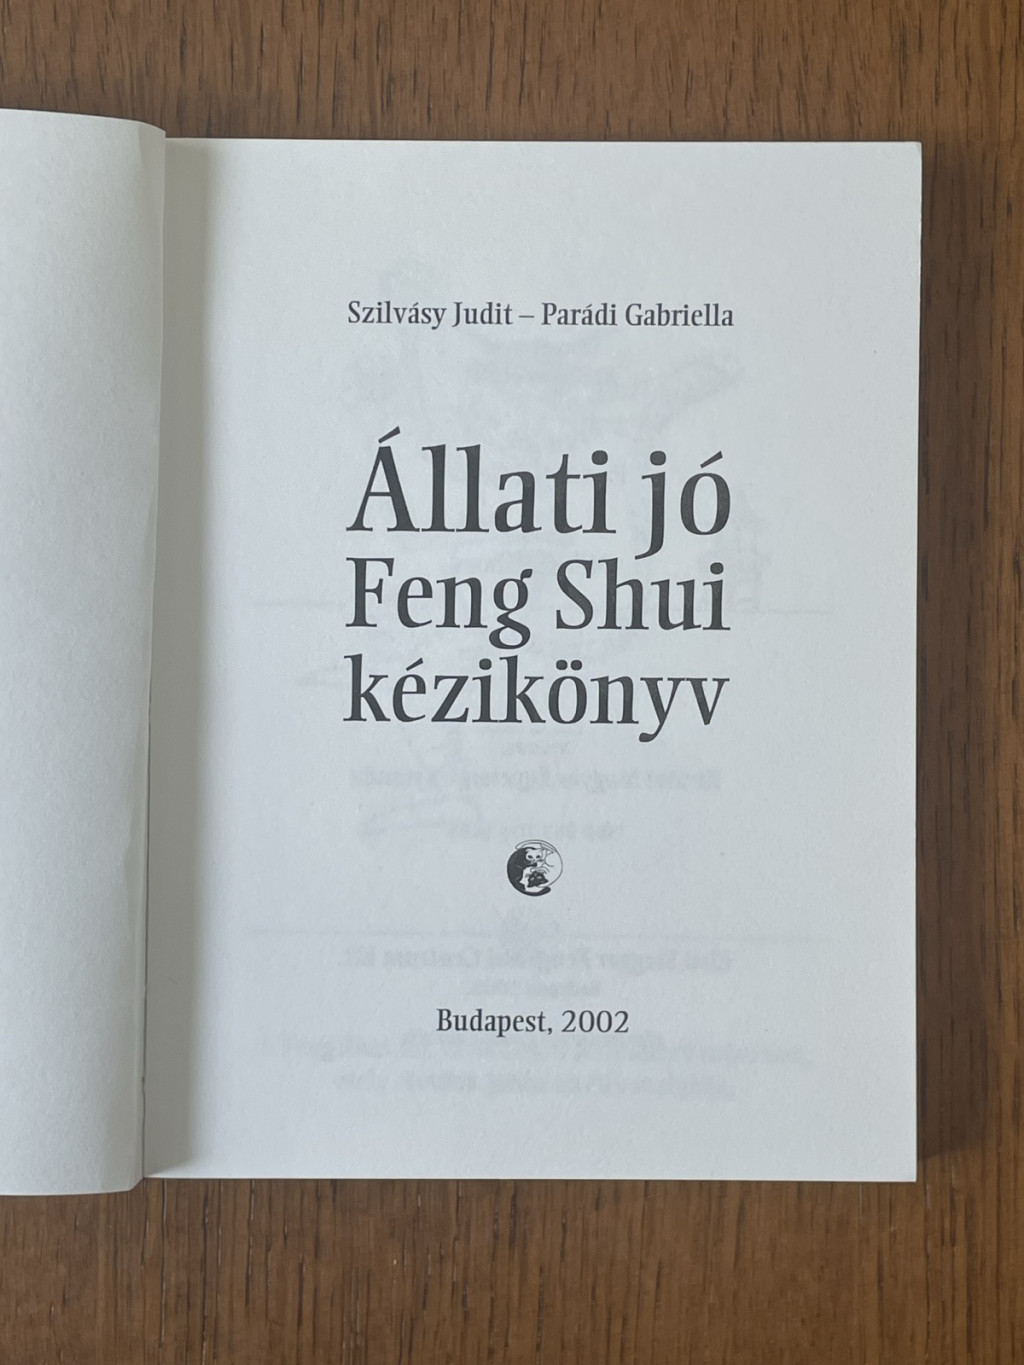 Szilvásy Judit – Parádi Gabriella
Állati jó
Feng Shui
kézikönyv
Budapest, 2002